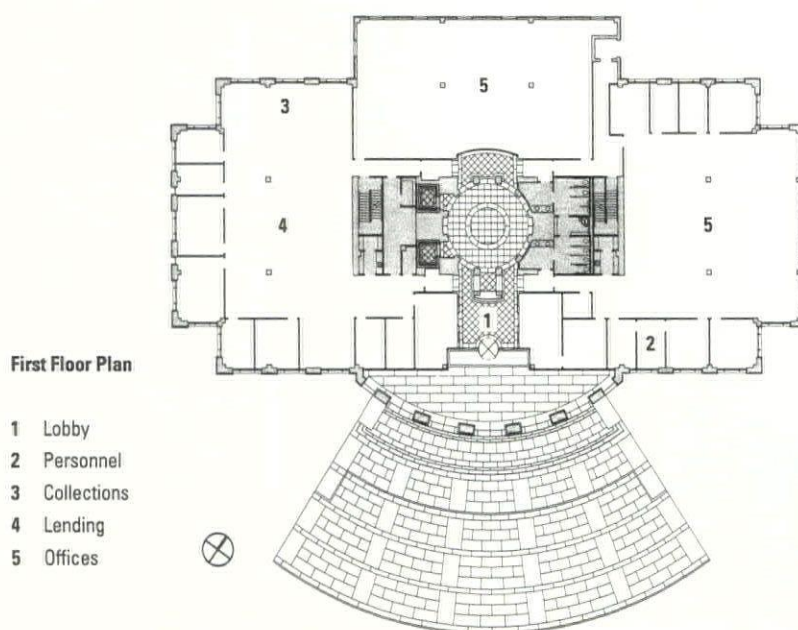 5
3
4
5
1
2
First Floor Plan
1 Lobby
2 Personnel
3 Collections
4 Lending
5 Offices